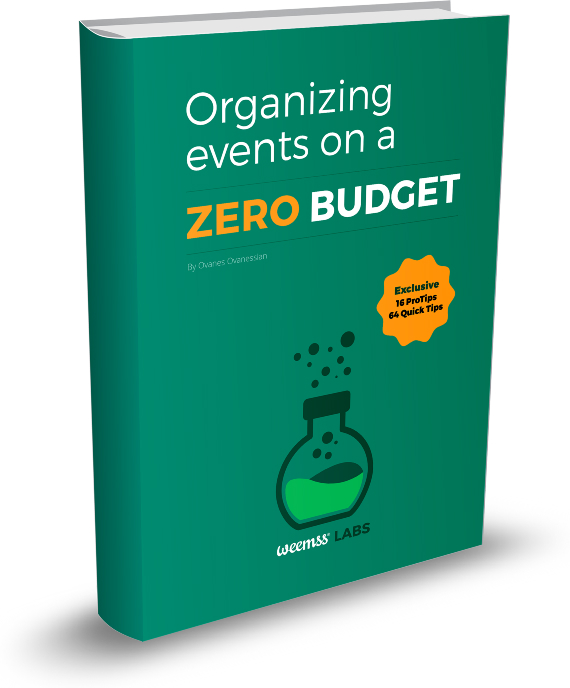 Organizing
events on a
ZERO BUDGET
By Ovanes Ovanessian
Exclusive
16 ProTips
64 Quick Tips
weemss® LABS